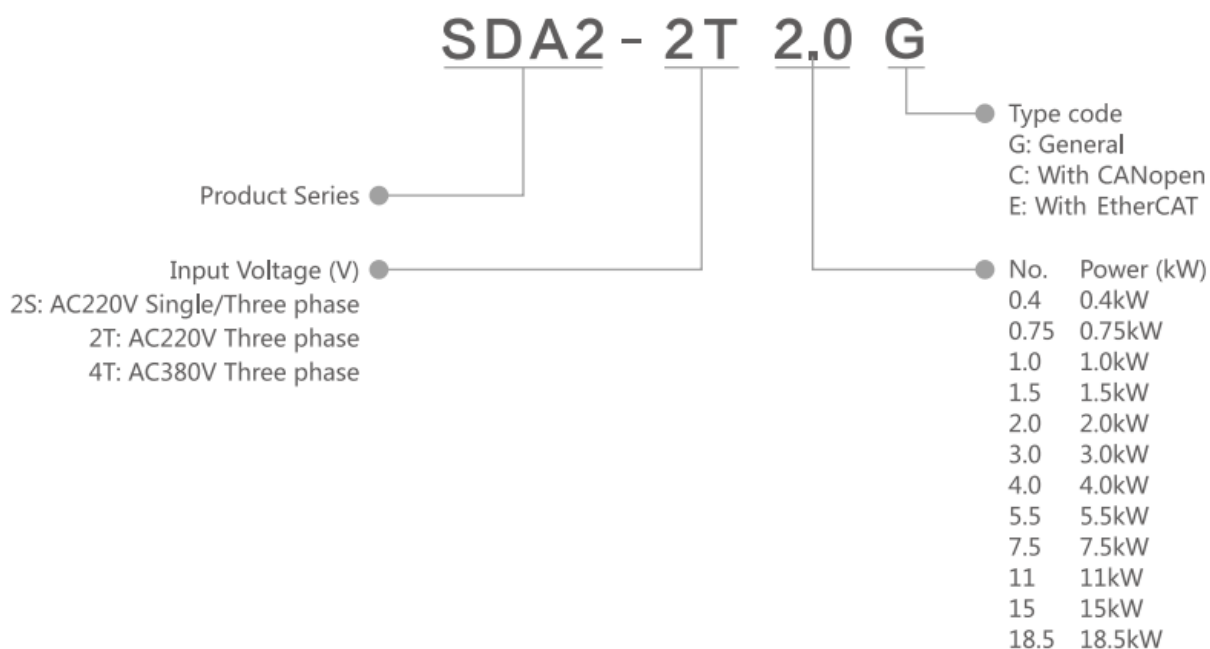 SDA2-2T 2.0 G
Type code
G: General
C: With CANopen
E: With EtherCAT
Product Series
Input Voltage (V)
2S: AC220V Single/Three phase
2T: AC220V Three phase
4T: AC380V Three phase
No. Power (kW)
0.4 0.4kW
0.75 0.75kW
1.0 1.0kW
1.5 1.5kW
2.0 2.0kW
3.0 3.0kW
4.0 4.0kW
5.5 5.5kW
7.5 7.5kW
11 11kW
15 15kW
18.5 18.5kW